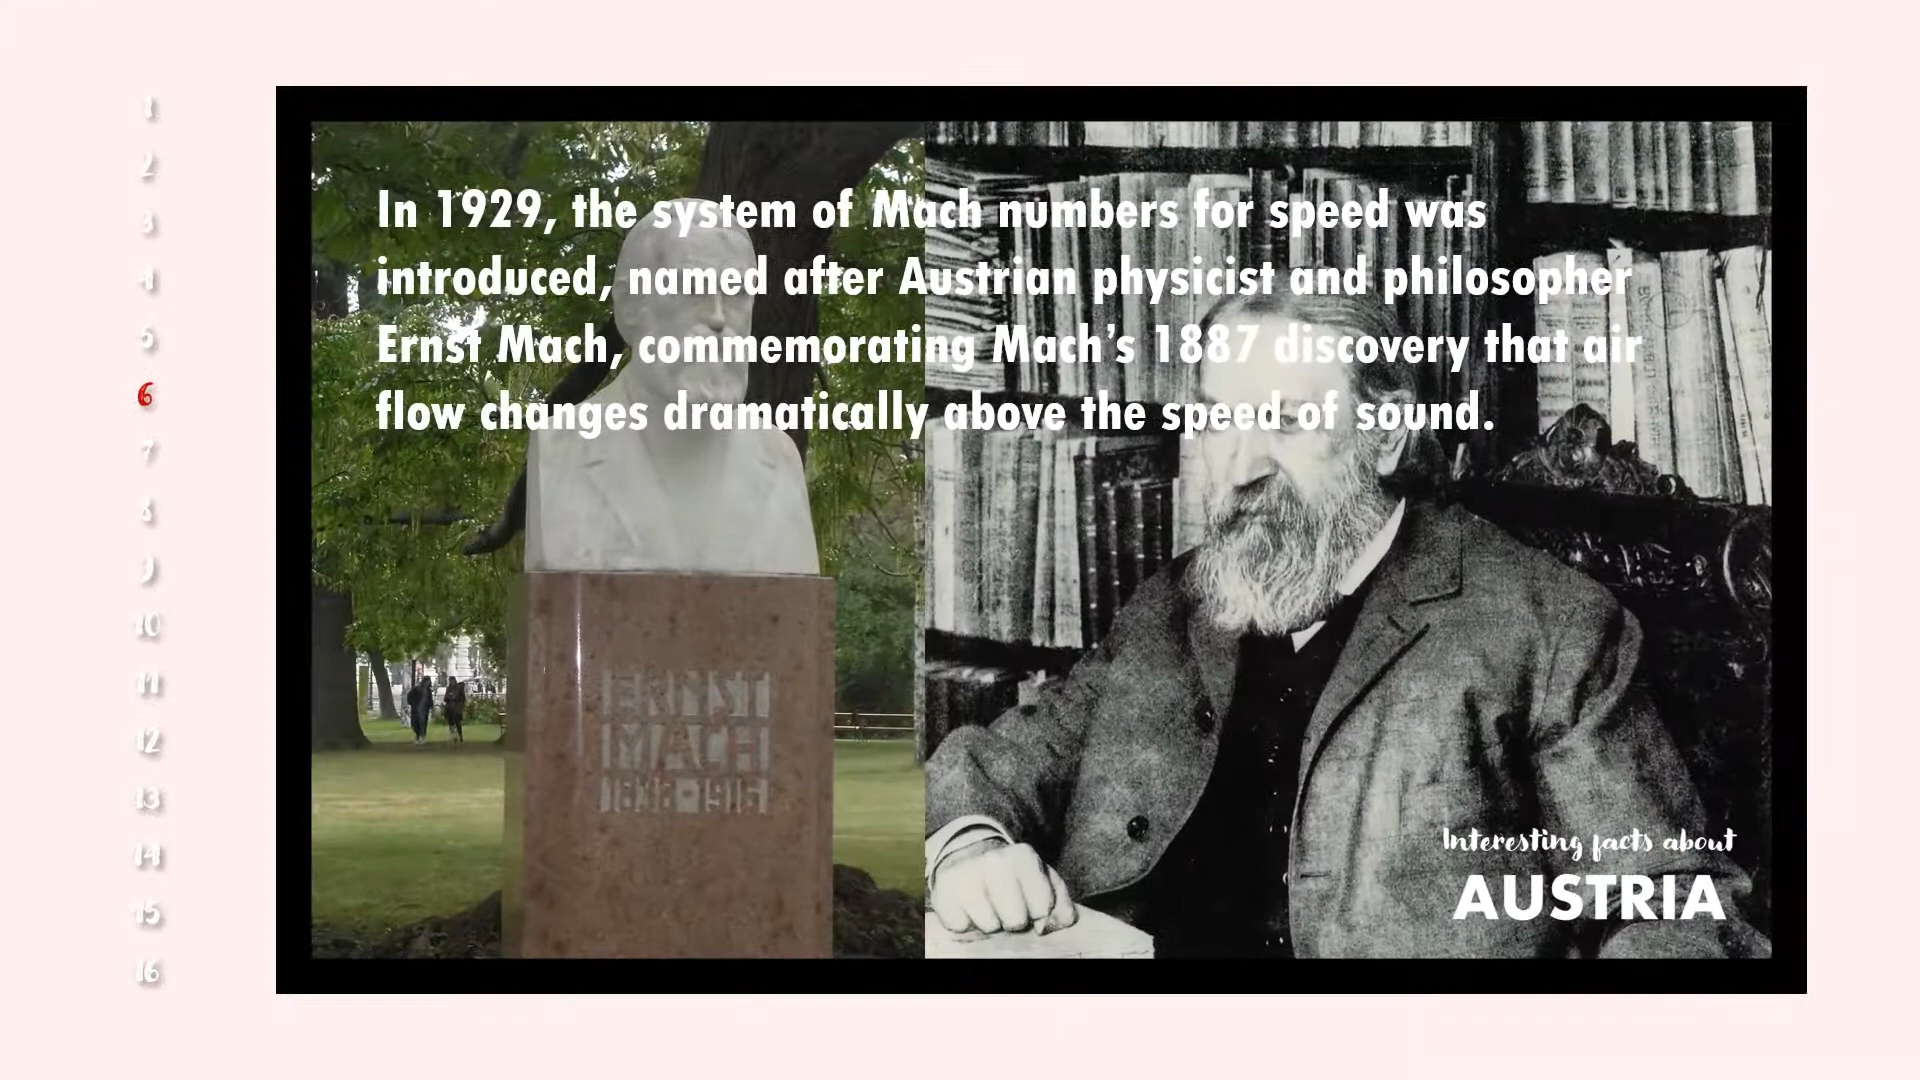 1
2
3
4
5
6
7
8
9
10
11
12
13
14
15
16
In 1929, the system of Mach numbers for speed was
introduced, named after Austrian physicist and philosopher
Ernst Mach, commemorating Mach’s 1887 discovery that air
flow changes dramatically above the speed of sound.
ERNST
MACH
1838-1916
Interesting facts about
AUSTRIA